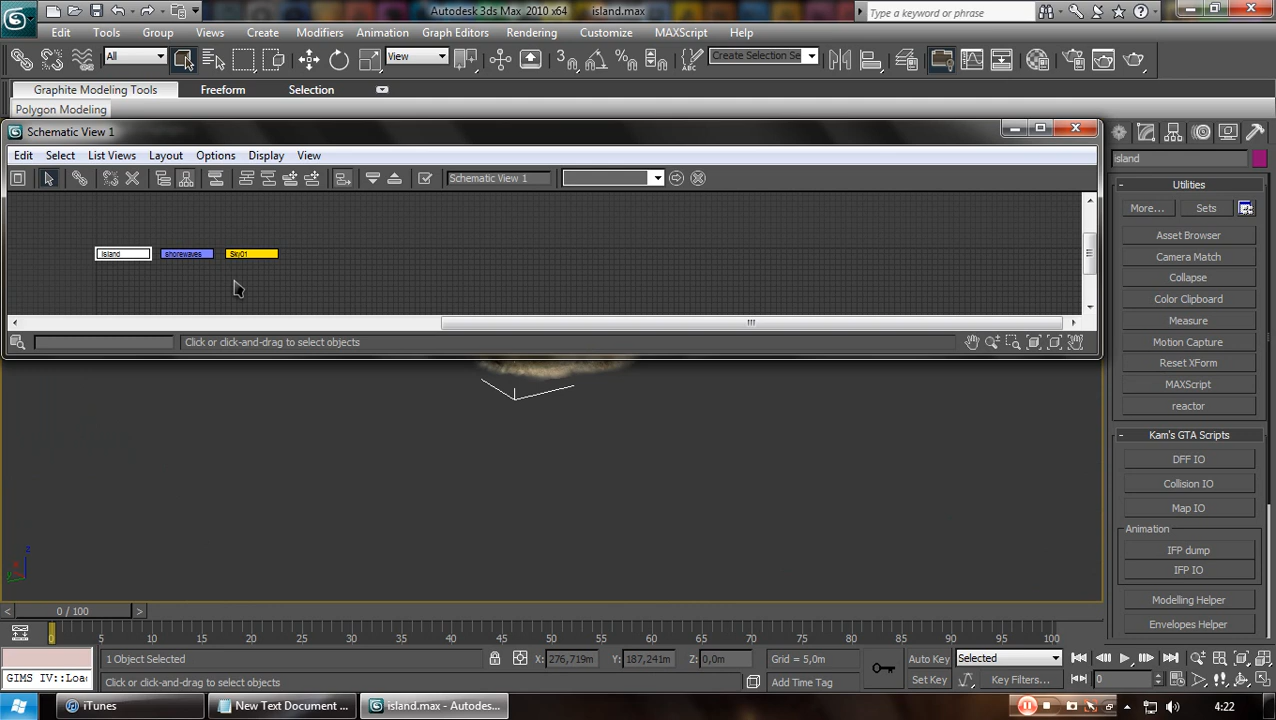 Autodesk 3ds Max 2010 x64 island.max Type a keyword or phrase
Edit Tools Group Views Create Modifiers Animation Graph Editors Rendering Customize MAXScript Help
All View Create Selection Se
Graphite Modeling Tools Freeform Selection
Polygon Modeling
Schematic View 1
Edit Select List Views Layout Options Display View
Schematic View 1
island shorewaves Sky01
Click or click-and-drag to select objects
island
Utilities
More... Sets
Asset Browser
Camera Match
Collapse
Color Clipboard
Measure
Motion Capture
Reset XForm
MAXScript
reactor
Kam's GTA Scripts
DFF IO
Collision IO
Map IO
Animation
IFP dump
IFP IO
Modelling Helper
Envelopes Helper
z
y
0 / 100
0 5 10 15 20 25 30 35 40 45 50 55 60 65 70 75 80 85 90 95 100
1 Object Selected X: 276,719m Y: 187,241m Z: 0,0m Grid = 5,0m Auto Key Selected
GIMS IV::Loa Click or click-and-drag to select objects Add Time Tag Set Key Key Filters... 0
iTunes New Text Document ... island.max - Autodes... 4:22